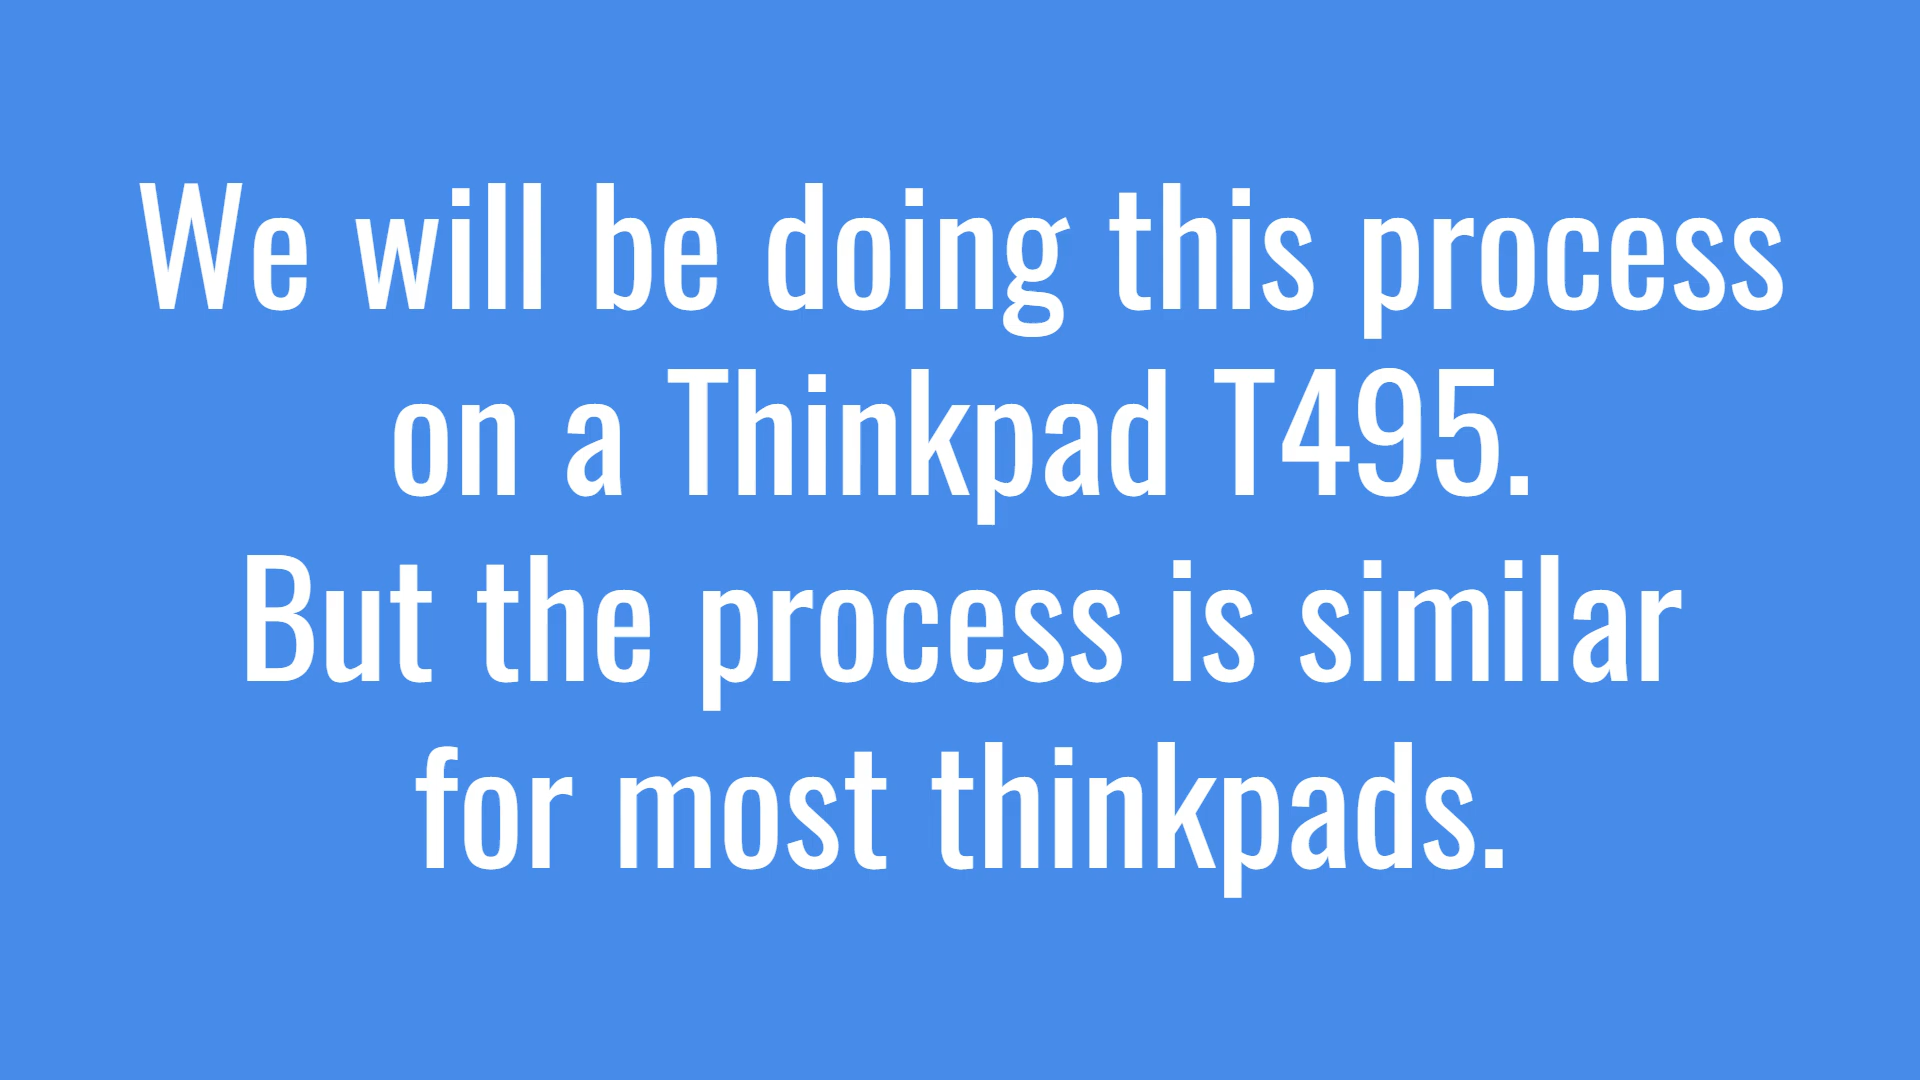 We will be doing this process
on a Thinkpad T495.
But the process is similar
for most thinkpads.